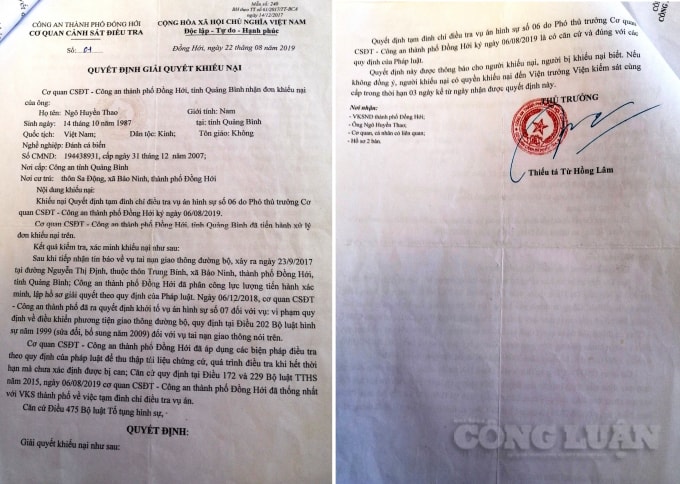 Mẫu số: 240
BH theo TT số 61/2017/TT-BCA
ngày 14/12/2017
CÔNG AN THÀNH PHỐ ĐỒNG HỚI
CƠ QUAN CẢNH SÁT ĐIỀU TRA
CỘNG HÒA XÃ HỘI CHỦ NGHĨA VIỆT NAM
Độc lập - Tự do - Hạnh phúc
Số: 01
Đồng Hới, ngày 22 tháng 08 năm 2019
QUYẾT ĐỊNH GIẢI QUYẾT KHIẾU NẠI
Cơ quan CSĐT - Công an thành phố Đồng Hới, tỉnh Quảng Bình nhận đơn khiếu nại
của ông:
Họ tên: Ngô Huyền Thao Giới tính: Nam
Sinh ngày: 14 tháng 10 năm 1987 tại: tỉnh Quảng Bình
Quốc tịch: Việt Nam; Dân tộc: Kinh; Tôn giáo: Không
Nghề nghiệp: Đánh cá biển
Số CMND: 194438931, cấp ngày 31 tháng 12 năm 2007;
Nơi cấp: Công an tỉnh Quảng Bình
Nơi cư trú: thôn Sa Động, xã Bảo Ninh, thành phố Đồng Hới
Nội dung khiếu nại:
Khiếu nại Quyết định tạm đình chỉ điều tra vụ án hình sự số 06 do Phó thủ trưởng Cơ
quan CSĐT - Công an thành phố Đồng Hới ký ngày 06/08/2019.
Cơ quan CSĐT - Công an thành phố Đồng Hới, tỉnh Quảng Bình đã tiến hành xử lý
đơn khiếu nại trên.
Kết quả kiểm tra, xác minh khiếu nại như sau:
Sau khi tiếp nhận tin báo về vụ tai nạn giao thông đường bộ, xảy ra ngày 23/9/2017
tại đường Nguyễn Thị Định, thuộc thôn Trung Bính, xã Bảo Ninh, thành phố Đồng Hới,
tỉnh Quảng Bình; Công an thành phố Đồng Hới đã phân công lực lượng tiến hành xác
minh, lập hồ sơ giải quyết theo quy định của Pháp luật. Ngày 06/12/2018, cơ quan CSĐT
- Công an thành phố đã ra quyết định khởi tố vụ án hình sự số 07 đối với vụ: vi phạm quy
định về điều khiển phương tiện giao thông đường bộ, quy định tại Điều 202 Bộ luật hình
sự năm 1999 (sửa đổi, bổ sung năm 2009) đối với vụ tai nạn giao thông nói trên.
Cơ quan CSĐT - Công an thành phố Đồng Hới đã áp dụng các biện pháp điều tra
theo quy định của pháp luật để thu thập tài liệu chứng cứ, quá trình điều tra khi hết thời
hạn mà chưa xác định được bị can; Căn cứ quy định tại Điều 172 và 229 Bộ luật TTHS
năm 2015, ngày 06/08/2019 cơ quan CSĐT - Công an thành phố Đồng Hới đã thống nhất
với VKS thành phố về việc tạm đình chỉ điều tra vụ án.
Căn cứ Điều 475 Bộ luật Tố tụng hình sự,
QUYẾT ĐỊNH:
Giải quyết khiếu nại như sau:
Quyết định tạm đình chỉ điều tra vụ án hình sự số 06 do Phó thủ trưởng Cơ quan
CSĐT - Công an thành phố Đồng Hới ký ngày 06/08/2019 là có căn cứ và đúng với các
quy định của Pháp luật.
Quyết định này được thông báo cho người khiếu nại, người bị khiếu nại biết. Nếu
không đồng ý, người khiếu nại có quyền khiếu nại đến Viện trưởng Viện kiểm sát cùng
cấp trong thời hạn 03 ngày kể từ ngày nhận được quyết định này.
Nơi nhận:
- VKSND thành phố Đồng Hới;
- Ông Ngô Huyền Thao;
- Cơ quan, cá nhân có liên quan;
- Hồ sơ 2 bản.
THỦ TRƯỞNG
Thiếu tá Từ Hồng Lâm
CÔNG LUẬN